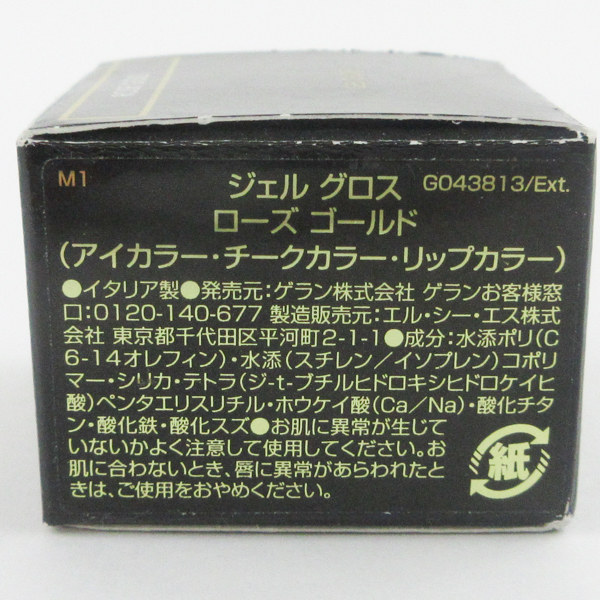 M1
ジェル グロス
G043813/Ext.
ローズ ゴールド
(アイカラー・チークカラー・リップカラー)
●イタリア製●発売元:ゲラン株式会社 ゲランお客様窓
口:0120-140-677 製造販売元:エル・シー・エス株式
会社 東京都千代田区平河町2-1-1●成分:水添ポリ(C
6-14オレフィン)・水添(スチレン/イソプレン)コポリ
マー・シリカ・テトラ(ジ-t-ブチルヒドロキシヒドロケイヒ
酸)ペンタエリスリチル・ホウケイ酸(Ca/Na)・酸化チタ
ン・酸化鉄・酸化スズ●お肌に異常が生じて
いないかよく注意して使用してください。お
肌に合わないとき、唇に異常があらわれたと
きは、ご使用をおやめください。
紙